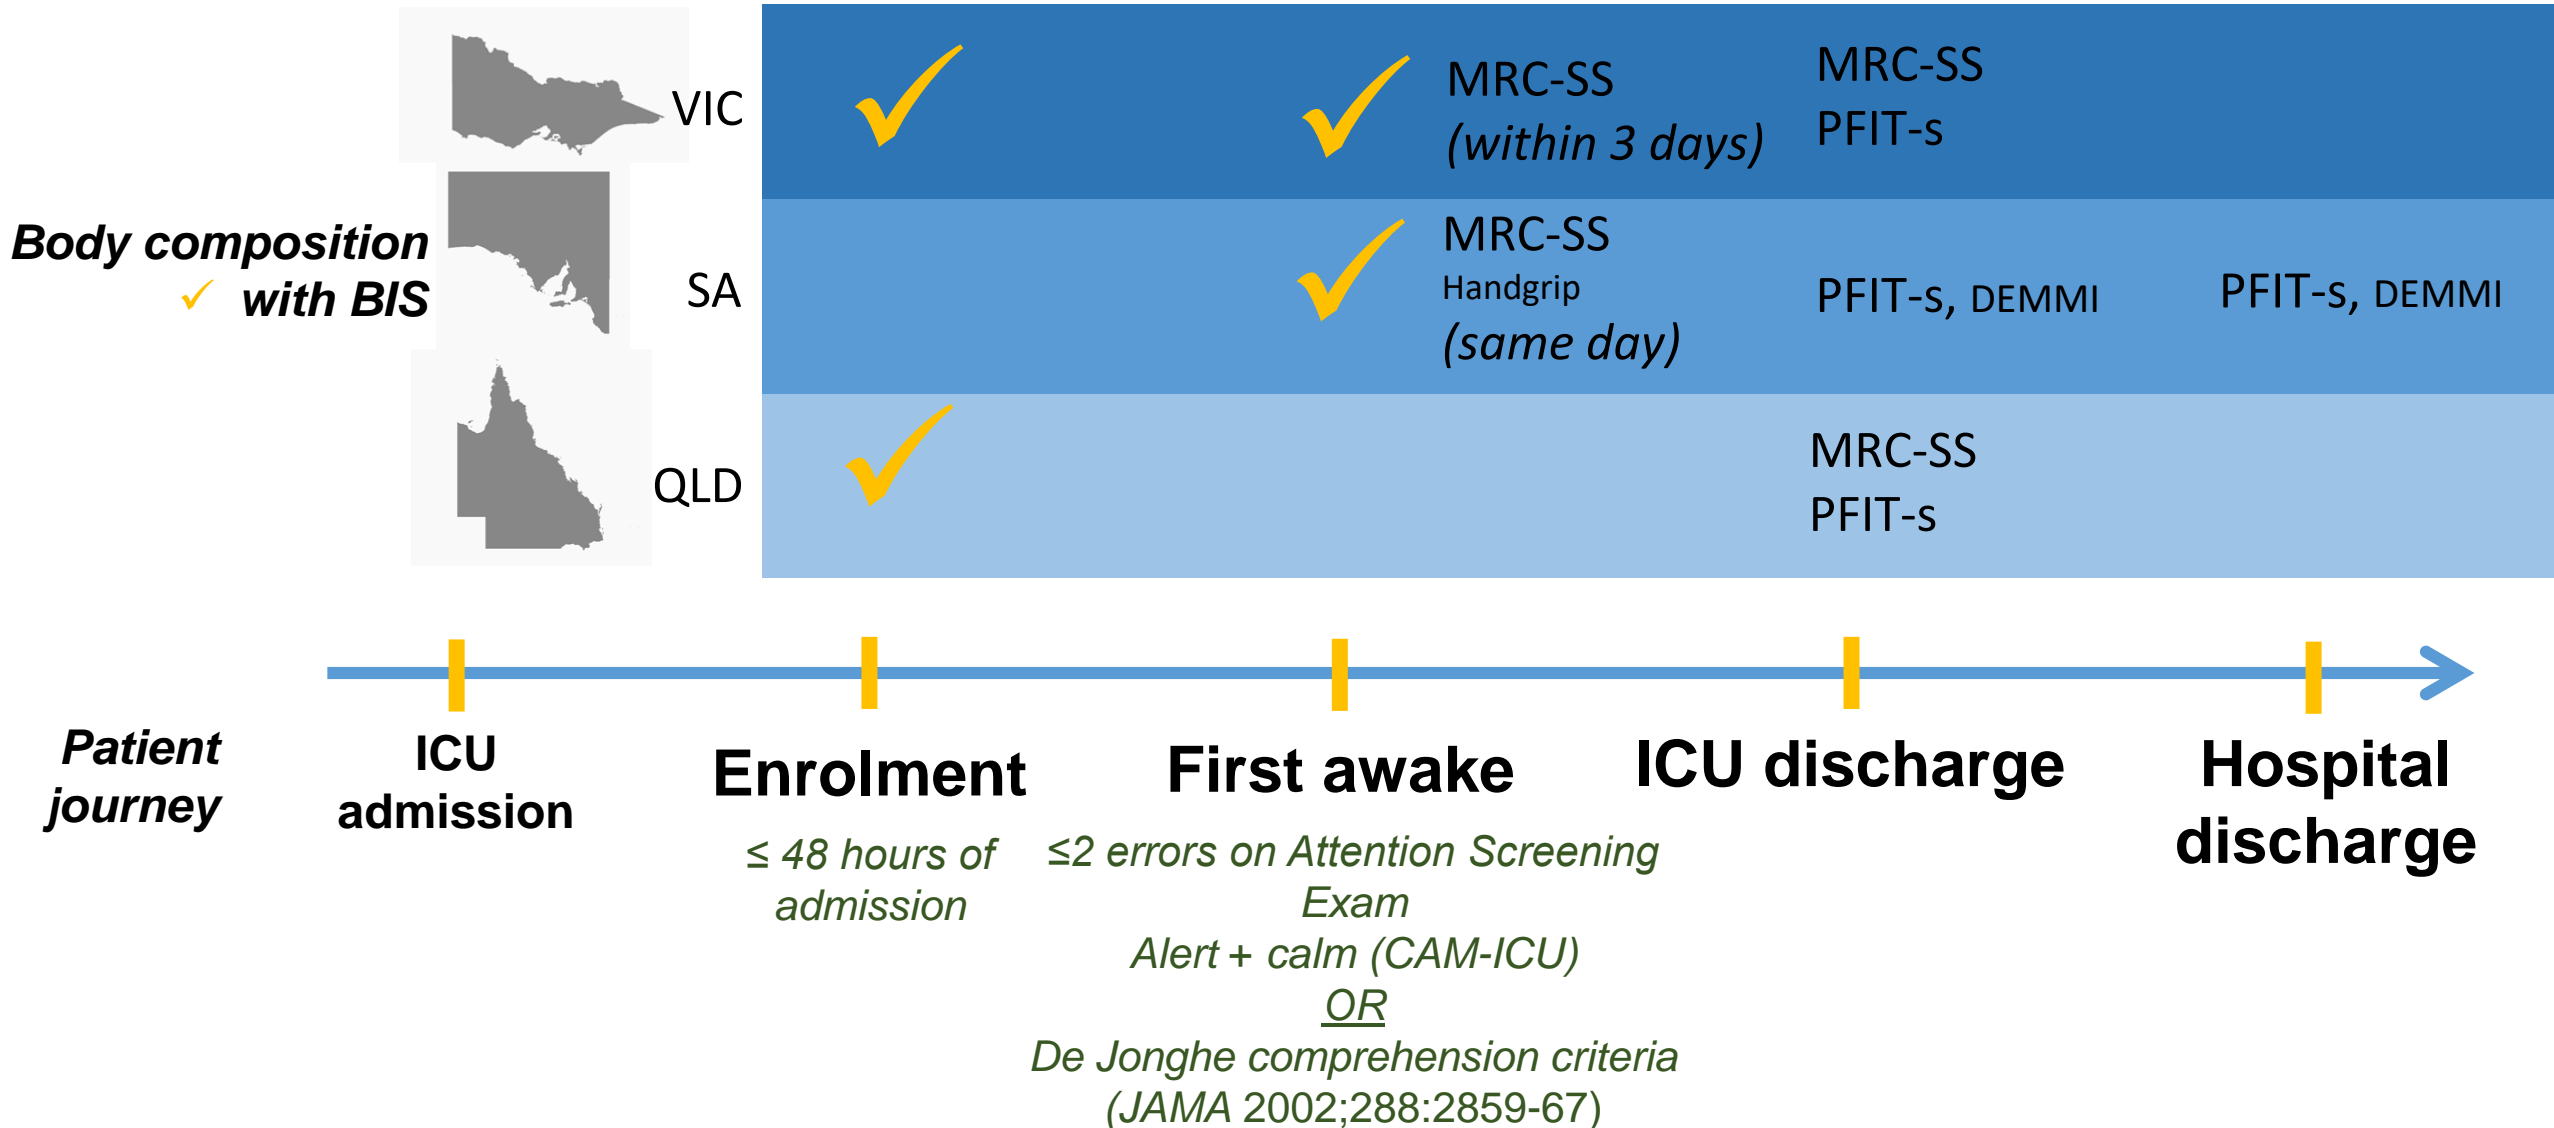 VIC
MRC-SS
(within 3 days)
MRC-SS
PFIT-s
Body composition
✓ with BIS
SA
MRC-SS
Handgrip
(same day)
PFIT-s, DEMMI
PFIT-s, DEMMI
QLD
MRC-SS
PFIT-s
Patient
journey
ICU
admission
Enrolment
≤ 48 hours of
admission
First awake
≤2 errors on Attention Screening
Exam
Alert + calm (CAM-ICU)
OR
De Jonghe comprehension criteria
(JAMA 2002;288:2859-67)
ICU discharge
Hospital
discharge